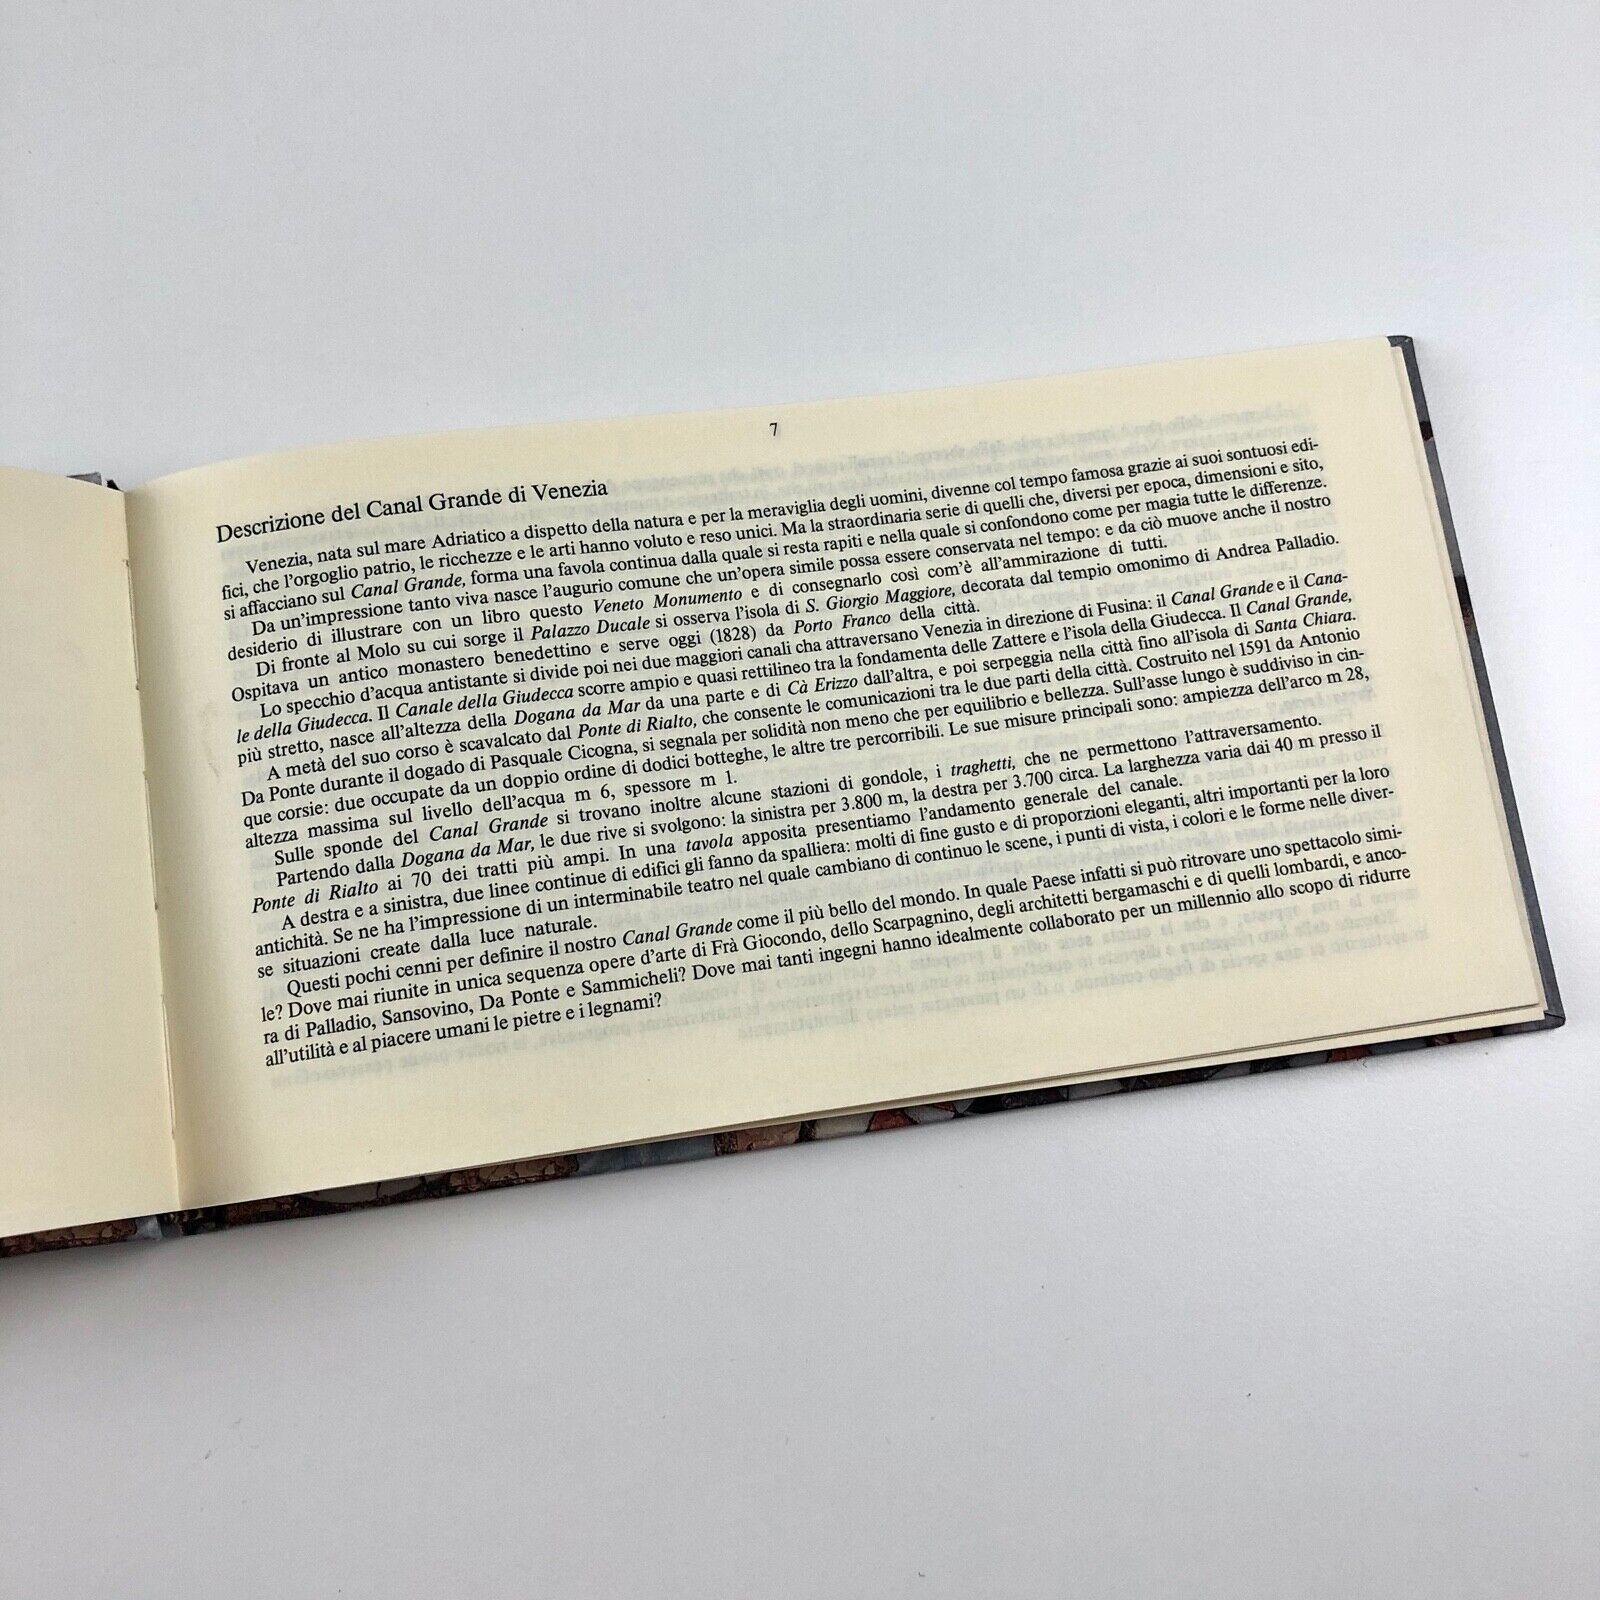 7
Descrizione del Canal Grande di Venezia
Venezia, nata sul mare Adriatico a dispetto della natura e per la meraviglia degli uomini, divenne col tempo famosa grazie ai suoi sontuosi edi-
fici, che l'orgoglio patrio, le ricchezze e le arti hanno voluto e reso unici. Ma la straordinaria serie di quelli che, diversi per epoca, dimensioni e sito,
si affacciano sul Canal Grande, forma una favola continua dalla quale si resta rapiti e nella quale si confondono come per magia tutte le differenze.
Da un'impressione tanto viva nasce l'augurio comune che un'opera simile possa essere conservata nel tempo: e da ciò muove anche il nostro
desiderio di illustrare con un libro questo Veneto Monumento e di consegnarlo così com'è all'ammirazione di tutti.
Di fronte al Molo su cui sorge il Palazzo Ducale si osserva l'isola di S. Giorgio Maggiore, decorata dal tempio omonimo di Andrea Palladio.
Ospitava un antico monastero benedettino e serve oggi (1828) da Porto Franco della città.
Lo specchio d'acqua antistante si divide poi nei due maggiori canali cha attraversano Venezia in direzione di Fusina: il Canal Grande e il Cana-
le della Giudecca. Il Canale della Giudecca scorre ampio e quasi rettilineo tra la fondamenta delle Zattere e l'isola della Giudecca. Il Canal Grande,
più stretto, nasce all'altezza della Dogana da Mar da una parte e di Cà Erizzo dall'altra, e poi serpeggia nella città fino all'isola di Santa Chiara.
A metà del suo corso è scavalcato dal Ponte di Rialto, che consente le comunicazioni tra le due parti della città. Costruito nel 1591 da Antonio
Da Ponte durante il dogado di Pasquale Cicogna, si segnala per solidità non meno che per equilibrio e bellezza. Sull'asse lungo è suddiviso in cin-
que corsie: due occupate da un doppio ordine di dodici botteghe, le altre tre percorribili. Le sue misure principali sono: ampiezza dell'arco m 28,
altezza massima sul livello dell'acqua m 6, spessore m 1.
Sulle sponde del Canal Grande si trovano inoltre alcune stazioni di gondole, i traghetti, che ne permettono l'attraversamento.
Partendo dalla Dogana da Mar, le due rive si svolgono: la sinistra per 3.800 m, la destra per 3.700 circa. La larghezza varia dai 40 m presso il
Ponte di Rialto ai 70 dei tratti più ampi. In una tavola apposita presentiamo l'andamento generale del canale.
A destra e a sinistra, due linee continue di edifici gli fanno da spalliera: molti di fine gusto e di proporzioni eleganti, altri importanti per la loro
antichità. Se ne ha l'impressione di un interminabile teatro nel quale cambiano di continuo le scene, i punti di vista, i colori e le forme nelle diver-
se situazioni create dalla luce naturale.
Questi pochi cenni per definire il nostro Canal Grande come il più bello del mondo. In quale Paese infatti si può ritrovare uno spettacolo simi-
le? Dove mai riunite in unica sequenza opere d'arte di Frà Giocondo, dello Scarpagnino, degli architetti bergamaschi e di quelli lombardi, e anco-
ra di Palladio, Sansovino, Da Ponte e Sammicheli? Dove mai tanti ingegni hanno idealmente collaborato per un millennio allo scopo di ridurre
all'utilità e al piacere umani le pietre e i legnami?